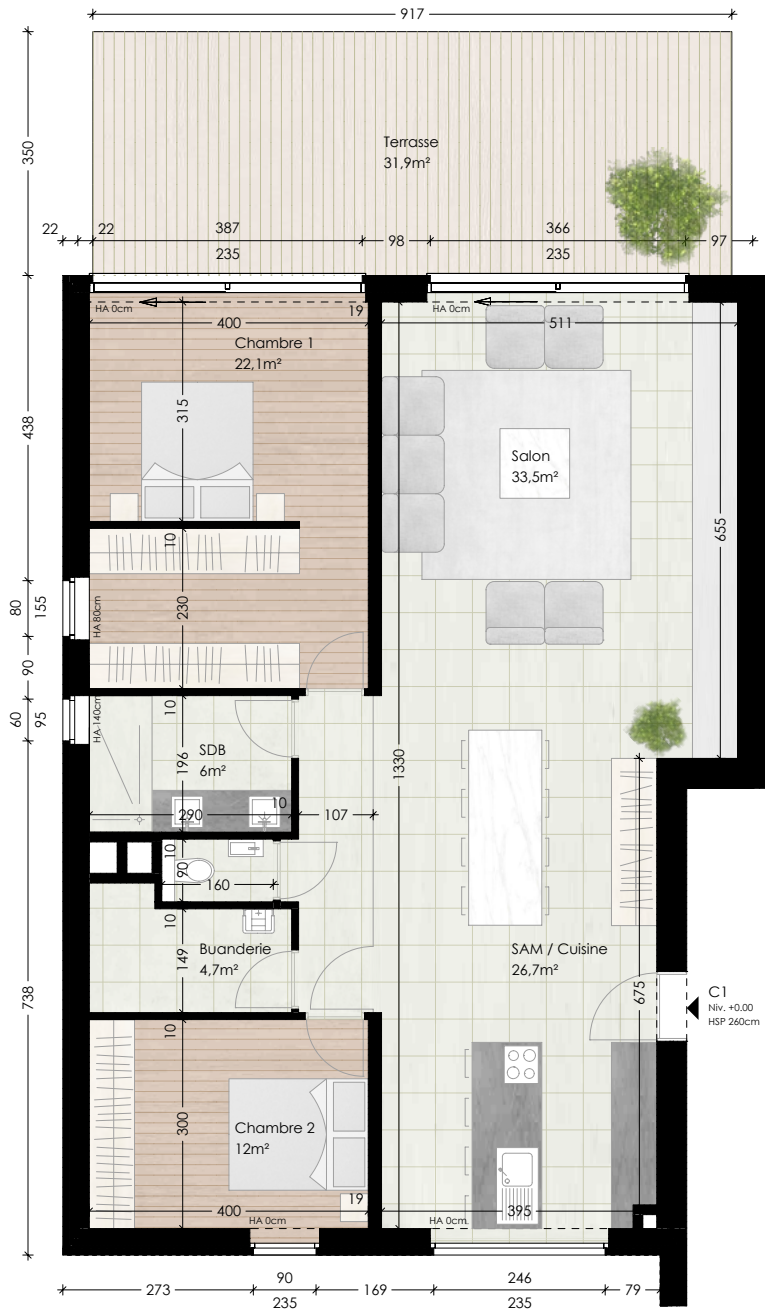 917
350
Terrasse
31,9m²
22
22
387
235
98
366
235
97
HA 0cm
19
HA 0cm
400
511
Chambre 1
22,1m²
315
438
Salon
33,5m²
655
10
80
155
HA 80cm
230
90
60
95
HA 140cm
10
SDB
6m²
196
1330
290
10
107
10
90
160
10
Buanderie
4,7m²
149
SAM / Cuisine
26,7m²
675
C1
Niv. +0.00
HSP 260cm
738
10
300
Chambre 2
12m²
19
400
HA 0cm
HA 0cm
395
273
90
235
169
246
235
79